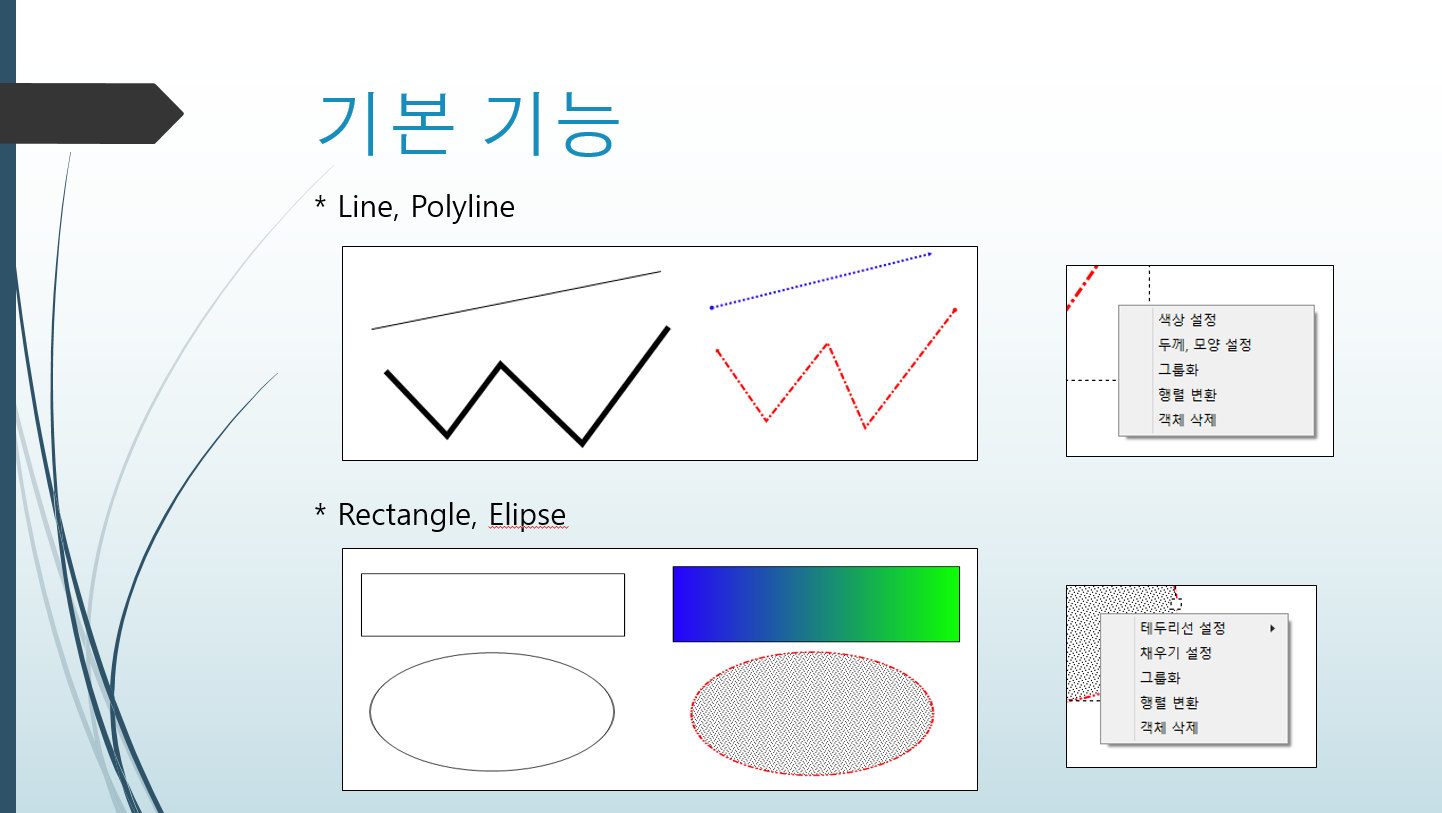 기본 기능
* Line, Polyline
색상 설정
두께, 모양 설정
그룹화
행렬 변환
객체 삭제
* Rectangle, Elipse
테두리선 설정
채우기 설정
그룹화
행렬 변환
객체 삭제